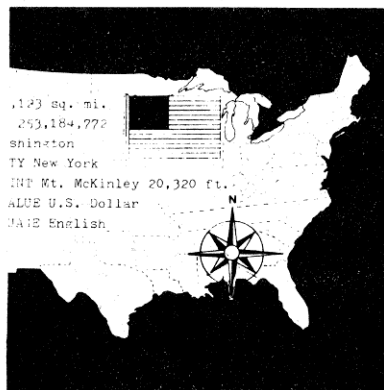 ,193 sq. mi.
253,184,772
shington
TY New York
INT Mt. McKinley 20,320 ft.
ALUE U.S. Dollar
UAGE English
N